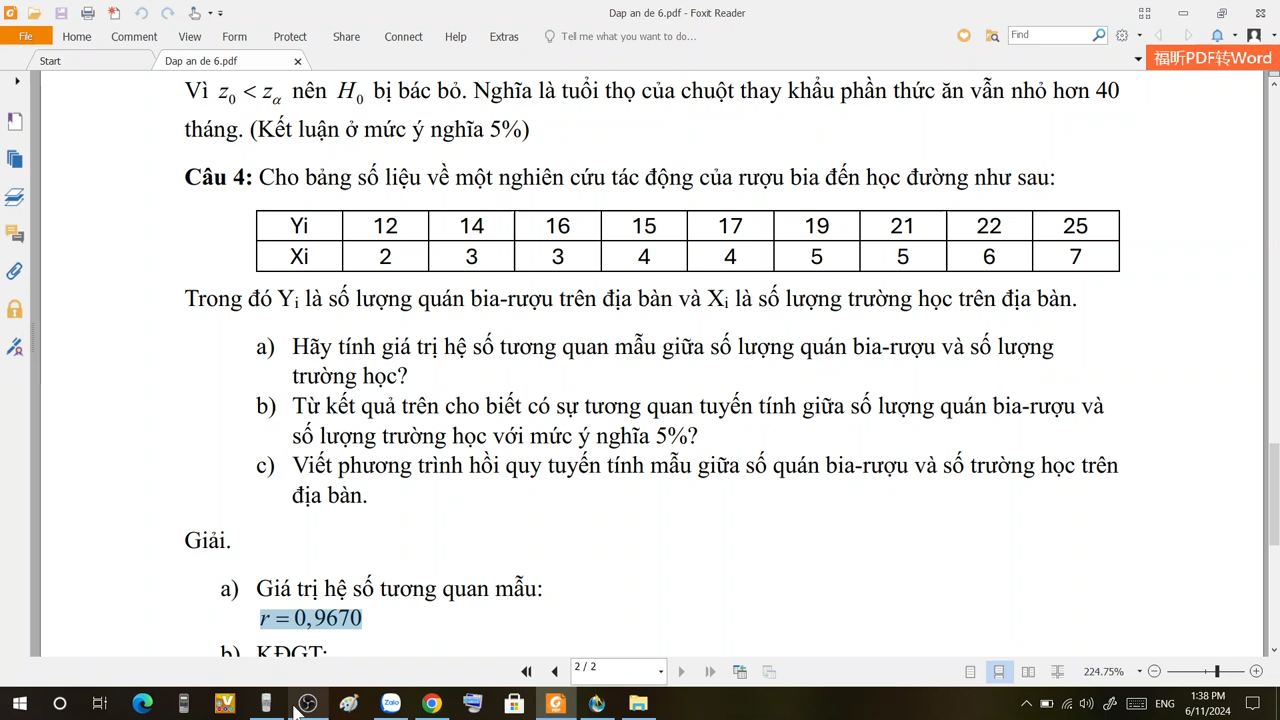 Dap an de 6.pdf - Foxit Reader
File Home Comment View Form Protect Share Connect Help Extras Tell me what you want to do... Find
Start Dap an de 6.pdf
福昕PDF转Word
Vì z₀ < zα nên H₀ bị bác bỏ. Nghĩa là tuổi thọ của chuột thay khẩu phần thức ăn vẫn nhỏ hơn 40
tháng. (Kết luận ở mức ý nghĩa 5%)
Câu 4: Cho bảng số liệu về một nghiên cứu tác động của rượu bia đến học đường như sau:
Yi 12 14 16 15 17 19 21 22 25
Xi 2 3 3 4 4 5 5 6 7
Trong đó Yi là số lượng quán bia-rượu trên địa bàn và Xi là số lượng trường học trên địa bàn.
a) Hãy tính giá trị hệ số tương quan mẫu giữa số lượng quán bia-rượu và số lượng
trường học?
b) Từ kết quả trên cho biết có sự tương quan tuyến tính giữa số lượng quán bia-rượu và
số lượng trường học với mức ý nghĩa 5%?
c) Viết phương trình hồi quy tuyến tính mẫu giữa số quán bia-rượu và số trường học trên
địa bàn.
Giải.
a) Giá trị hệ số tương quan mẫu:
r = 0,9670
b) KĐGT:
2 / 2
224.75%
Zalo
ENG
1:38 PM
6/11/2024